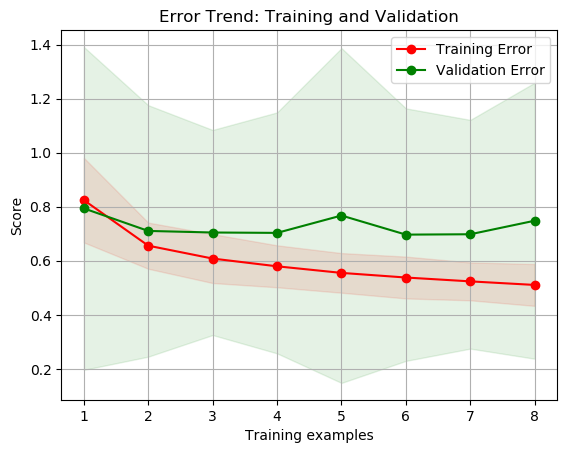 Error Trend: Training and Validation
Training Error
Validation Error
Score
1.4
1.2
1.0
0.8
0.6
0.4
0.2
1 2 3 4 5 6 7 8
Training examples